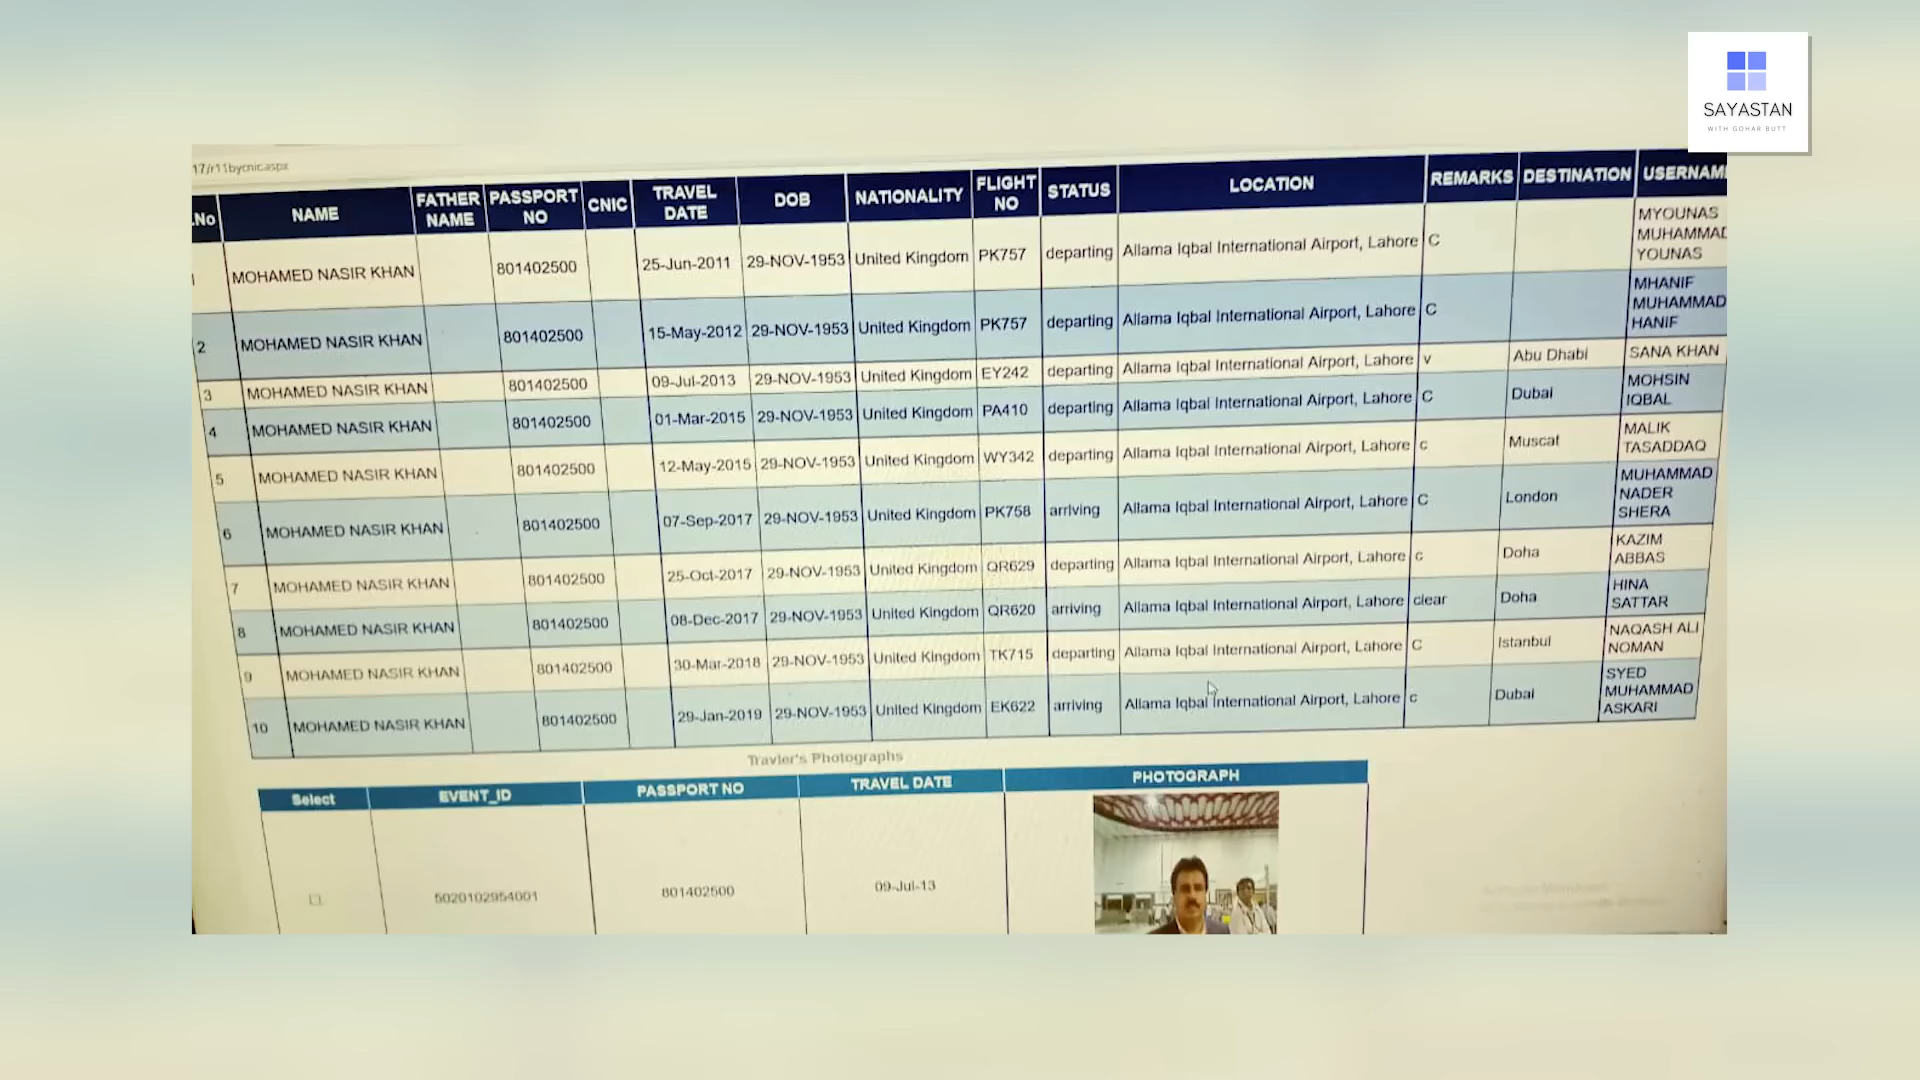 SAYASTAN
WITH GOHAR BUTT
17/r11bycnic.aspx
.No NAME FATHER NAME PASSPORT NO CNIC TRAVEL DATE DOB NATIONALITY FLIGHT NO STATUS LOCATION REMARKS DESTINATION USERNAME
1 MOHAMED NASIR KHAN 801402500 25-Jun-2011 29-NOV-1953 United Kingdom PK757 departing Allama Iqbal International Airport, Lahore C MYOUNAS MUHAMMAD YOUNAS
2 MOHAMED NASIR KHAN 801402500 15-May-2012 29-NOV-1953 United Kingdom PK757 departing Allama Iqbal International Airport, Lahore C MHANIF MUHAMMAD HANIF
3 MOHAMED NASIR KHAN 801402500 09-Jul-2013 29-NOV-1953 United Kingdom EY242 departing Allama Iqbal International Airport, Lahore v Abu Dhabi SANA KHAN
4 MOHAMED NASIR KHAN 801402500 01-Mar-2015 29-NOV-1953 United Kingdom PA410 departing Allama Iqbal International Airport, Lahore C Dubai MOHSIN IQBAL
5 MOHAMED NASIR KHAN 801402500 12-May-2015 29-NOV-1953 United Kingdom WY342 departing Allama Iqbal International Airport, Lahore c Muscat MALIK TASADDAQ
6 MOHAMED NASIR KHAN 801402500 07-Sep-2017 29-NOV-1953 United Kingdom PK758 arriving Allama Iqbal International Airport, Lahore C London MUHAMMAD NADER SHERA
7 MOHAMED NASIR KHAN 801402500 25-Oct-2017 29-NOV-1953 United Kingdom QR629 departing Allama Iqbal International Airport, Lahore c Doha KAZIM ABBAS
8 MOHAMED NASIR KHAN 801402500 08-Dec-2017 29-NOV-1953 United Kingdom QR620 arriving Allama Iqbal International Airport, Lahore clear Doha HINA SATTAR
9 MOHAMED NASIR KHAN 801402500 30-Mar-2018 29-NOV-1953 United Kingdom TK715 departing Allama Iqbal International Airport, Lahore C Istanbul NAQASH ALI NOMAN
10 MOHAMED NASIR KHAN 801402500 29-Jan-2019 29-NOV-1953 United Kingdom EK622 arriving Allama Iqbal International Airport, Lahore c Dubai SYED MUHAMMAD ASKARI
Travler's Photographs
Select EVENT_ID PASSPORT NO TRAVEL DATE PHOTOGRAPH
5020102954001 801402500 09-Jul-13